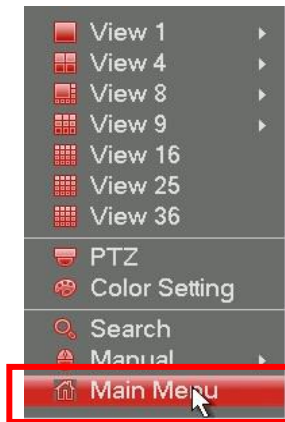 View 1
View 4
View 8
View 9
View 16
View 25
View 36
PTZ
Color Setting
Search
Manual
Main Menu